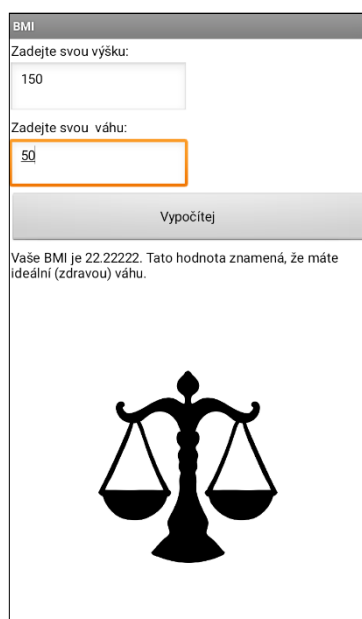 BMI
Zadejte svou výšku:
150
Zadejte svou váhu:
50
Vypočítej
Vaše BMI je 22.22222. Tato hodnota znamená, že máte
ideální (zdravou) váhu.